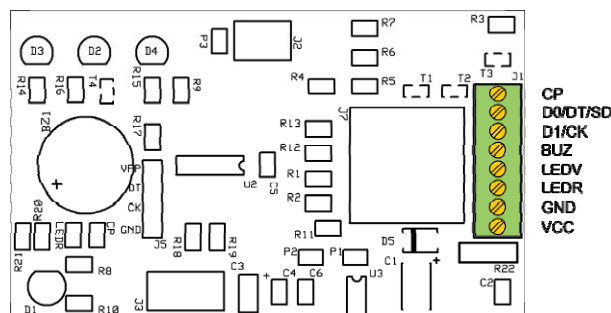 D3
D2
D4
P3
J2
R7
R6
R5
R4
R3
T1
T2
T3
J1
R14
R16
T4
R15
R9
BZ1
+
R17
VPP
DT
CK
GND
J5
U2
C5
R13
R12
R1
R2
R11
J7
CP
D0/DT/SD
D1/CK
BUZ
LEDV
LEDR
GND
VCC
R21
R20
LEDR
CP
R18
R19
P2
P1
D5
R8
R10
D1
J3
C3
+
C4
C6
U3
C1
+
R22
C2